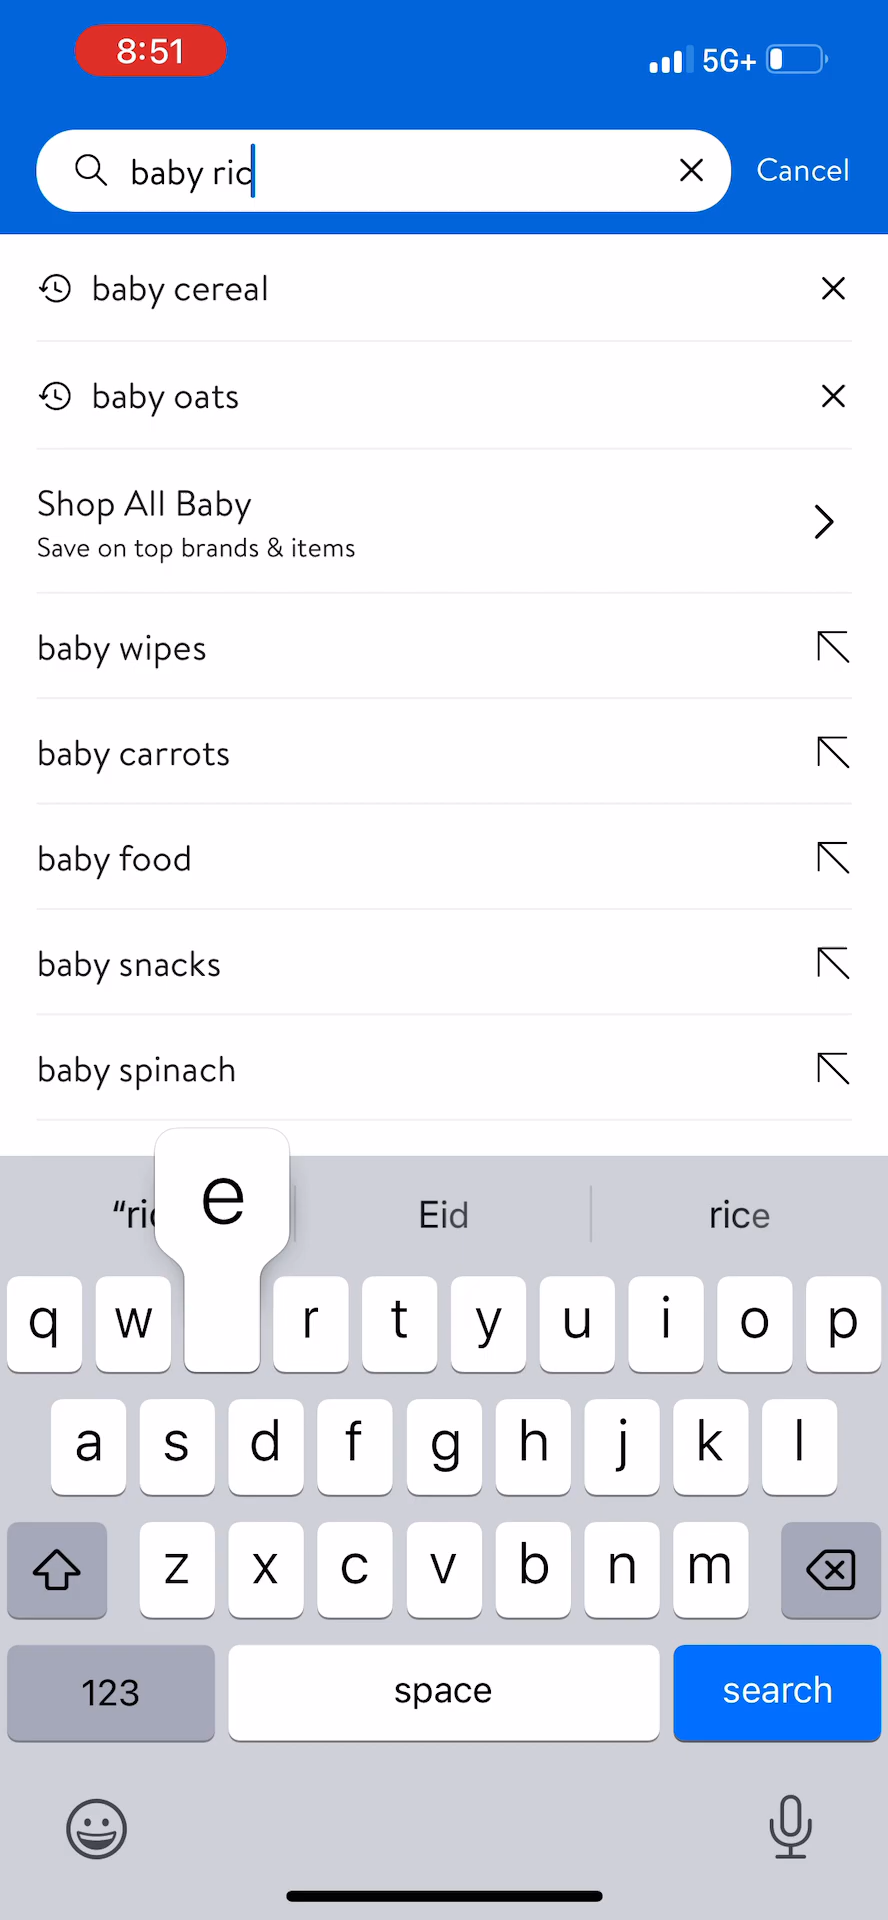 8:51
5G+
baby ric
Cancel
baby cereal
baby oats
Shop All Baby
Save on top brands & items
baby wipes
baby carrots
baby food
baby snacks
baby spinach
e
“ric
Eid
rice
q w r t y u i o p
a s d f g h j k l
z x c v b n m
123
space
search